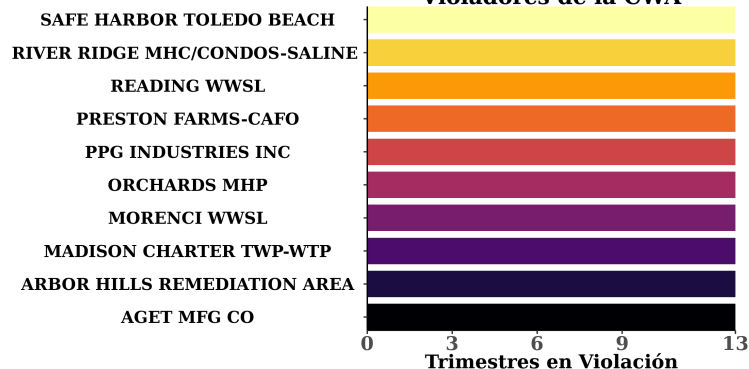 Violadores de la CWA
SAFE HARBOR TOLEDO BEACH
RIVER RIDGE MHC/CONDOS-SALINE
READING WWSL
PRESTON FARMS-CAFO
PPG INDUSTRIES INC
ORCHARDS MHP
MORENCI WWSL
MADISON CHARTER TWP-WTP
ARBOR HILLS REMEDIATION AREA
AGET MFG CO
0 3 6 9 13
Trimestres en Violación